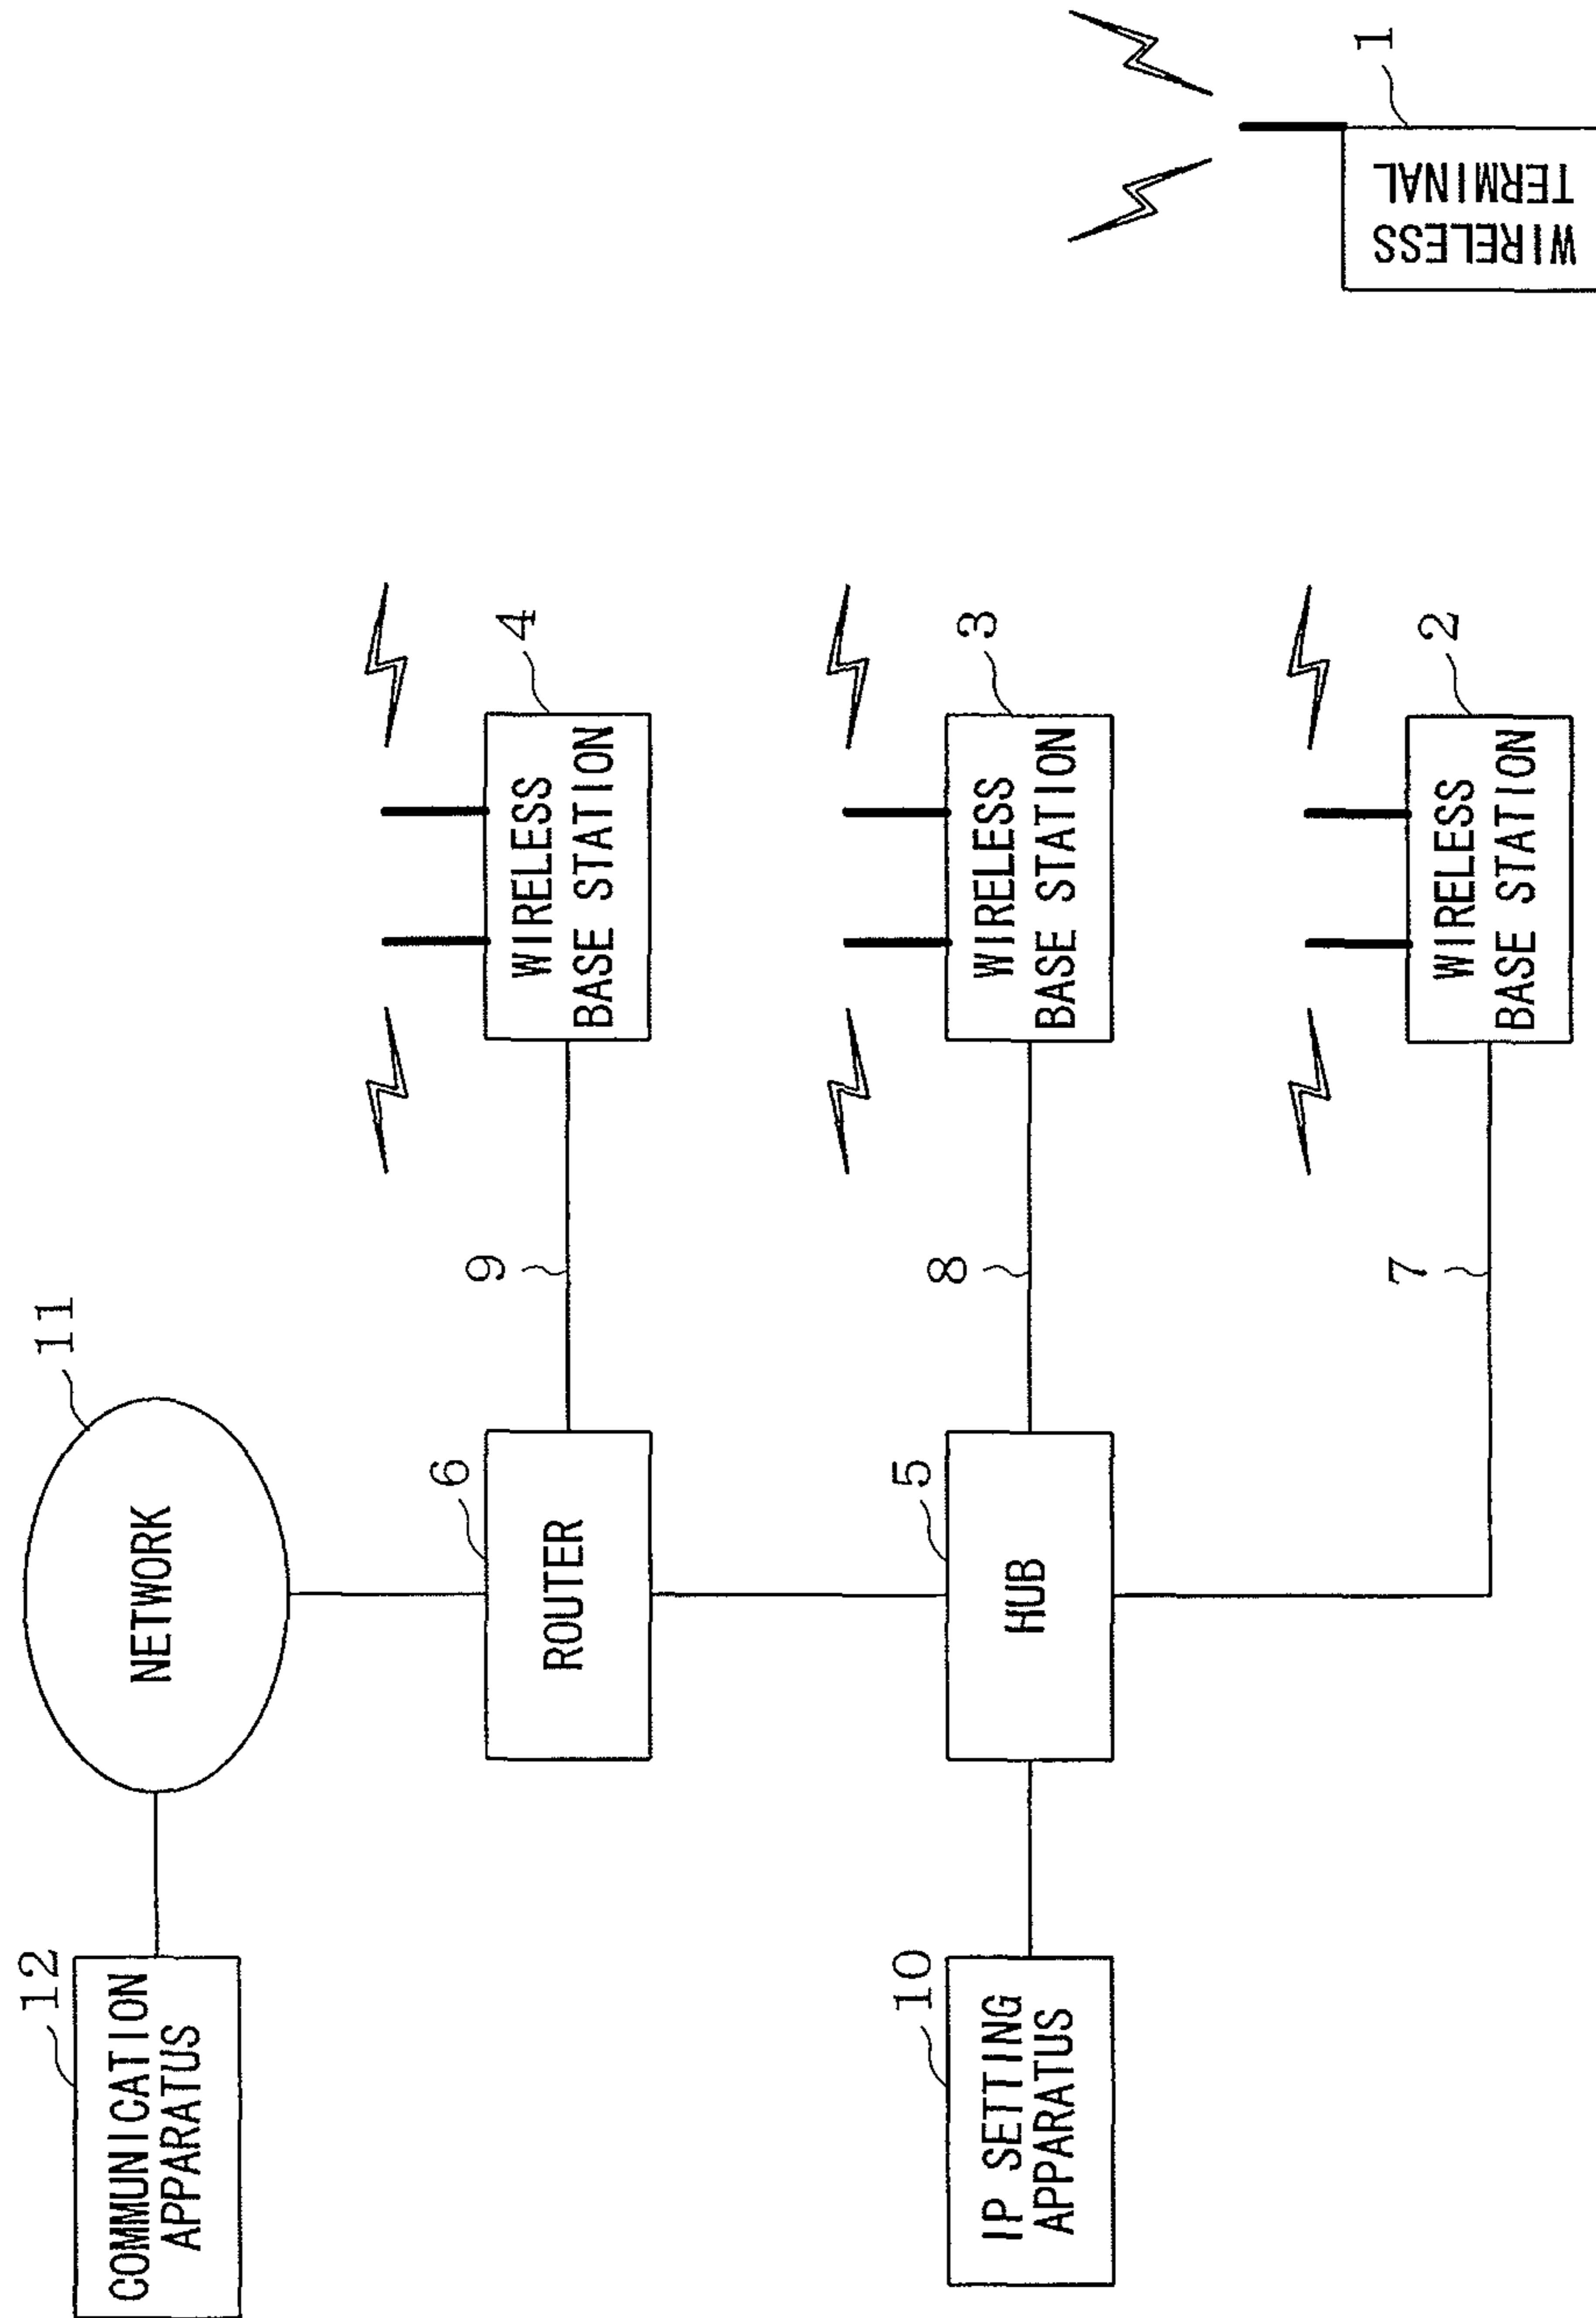 12
COMMUNICATION
APPARATUS
NETWORK
11
6
ROUTER
9
4
WIRELESS
BASE STATION
10
IP SETTING
APPARATUS
5
HUB
8
3
WIRELESS
BASE STATION
7
2
WIRELESS
BASE STATION
1
WIRELESS
TERMINAL